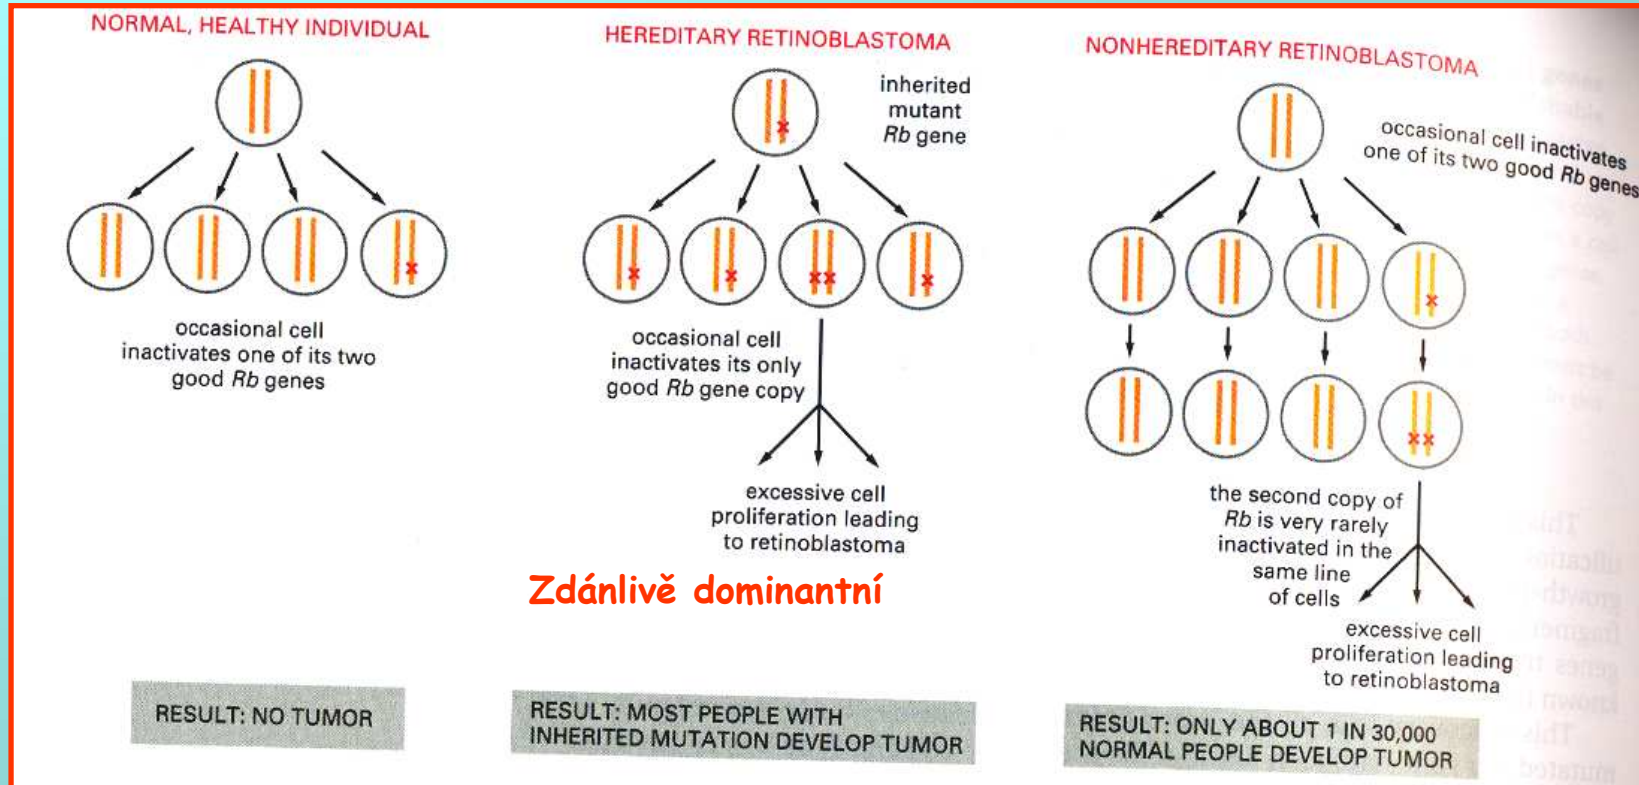 NORMAL, HEALTHY INDIVIDUAL
occasional cell
inactivates one of its two
good Rb genes
RESULT: NO TUMOR
HEREDITARY RETINOBLASTOMA
inherited
mutant
Rb gene
occasional cell
inactivates its only
good Rb gene copy
excessive cell
proliferation leading
to retinoblastoma
Zdánlivě dominantní
RESULT: MOST PEOPLE WITH
INHERITED MUTATION DEVELOP TUMOR
NONHEREDITARY RETINOBLASTOMA
occasional cell inactivates
one of its two good Rb genes
the second copy of
Rb is very rarely
inactivated in the
same line
of cells
excessive cell
proliferation leading
to retinoblastoma
RESULT: ONLY ABOUT 1 IN 30,000
NORMAL PEOPLE DEVELOP TUMOR